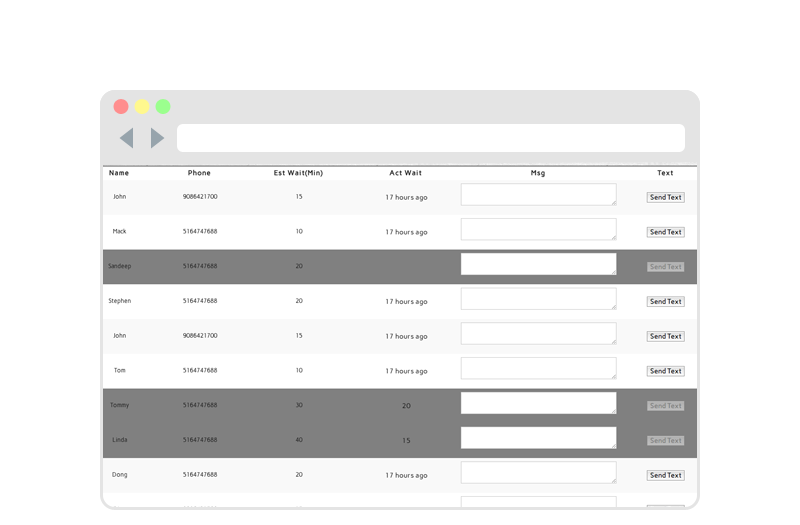 Name Phone Est Wait(Min) Act Wait Msg Text
John 9086421700 15 17 hours ago Send Text
Mack 5164747688 10 17 hours ago Send Text
Sandeep 5164747688 20 Send Text
Stephen 5164747688 20 17 hours ago Send Text
John 9086421700 15 17 hours ago Send Text
Tom 5164747688 10 17 hours ago Send Text
Tommy 5164747688 30 20 Send Text
Linda 5164747688 40 15 Send Text
Dong 5164747688 20 17 hours ago Send Text